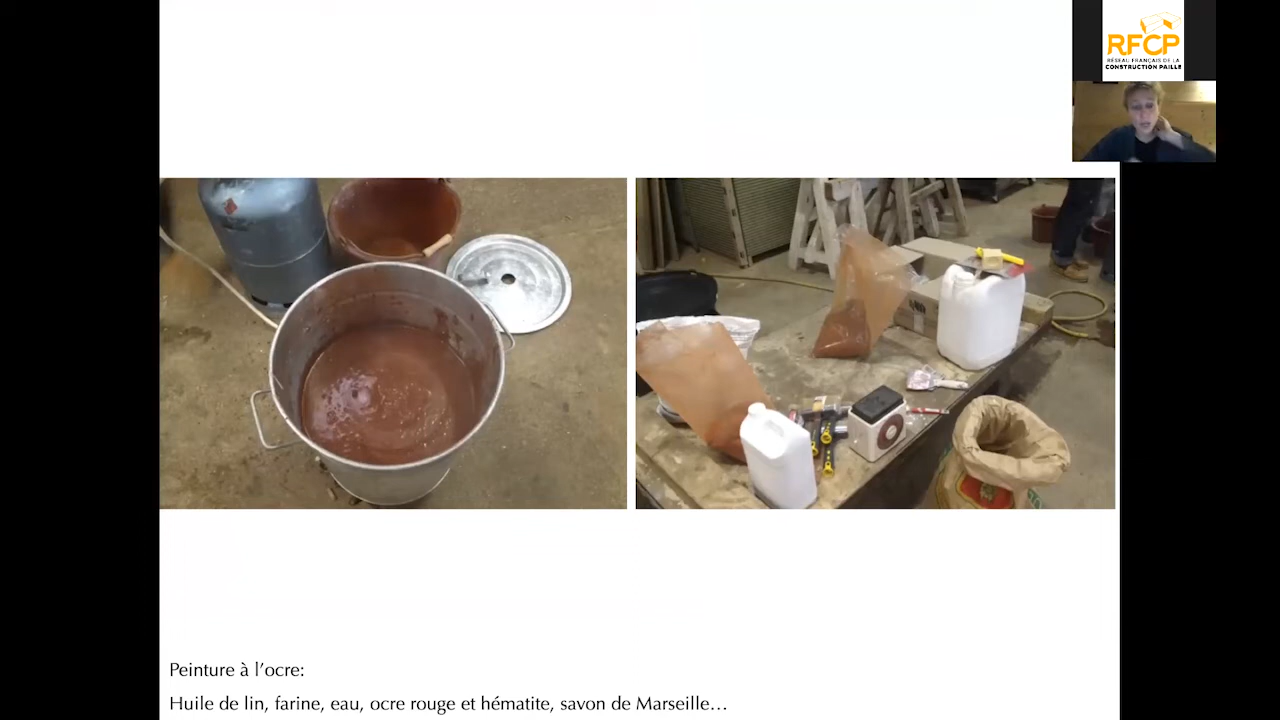 RFCP
RÉSEAU FRANÇAIS DE LA
CONSTRUCTION PAILLE
Peinture à l’ocre:
Huile de lin, farine, eau, ocre rouge et hématite, savon de Marseille…